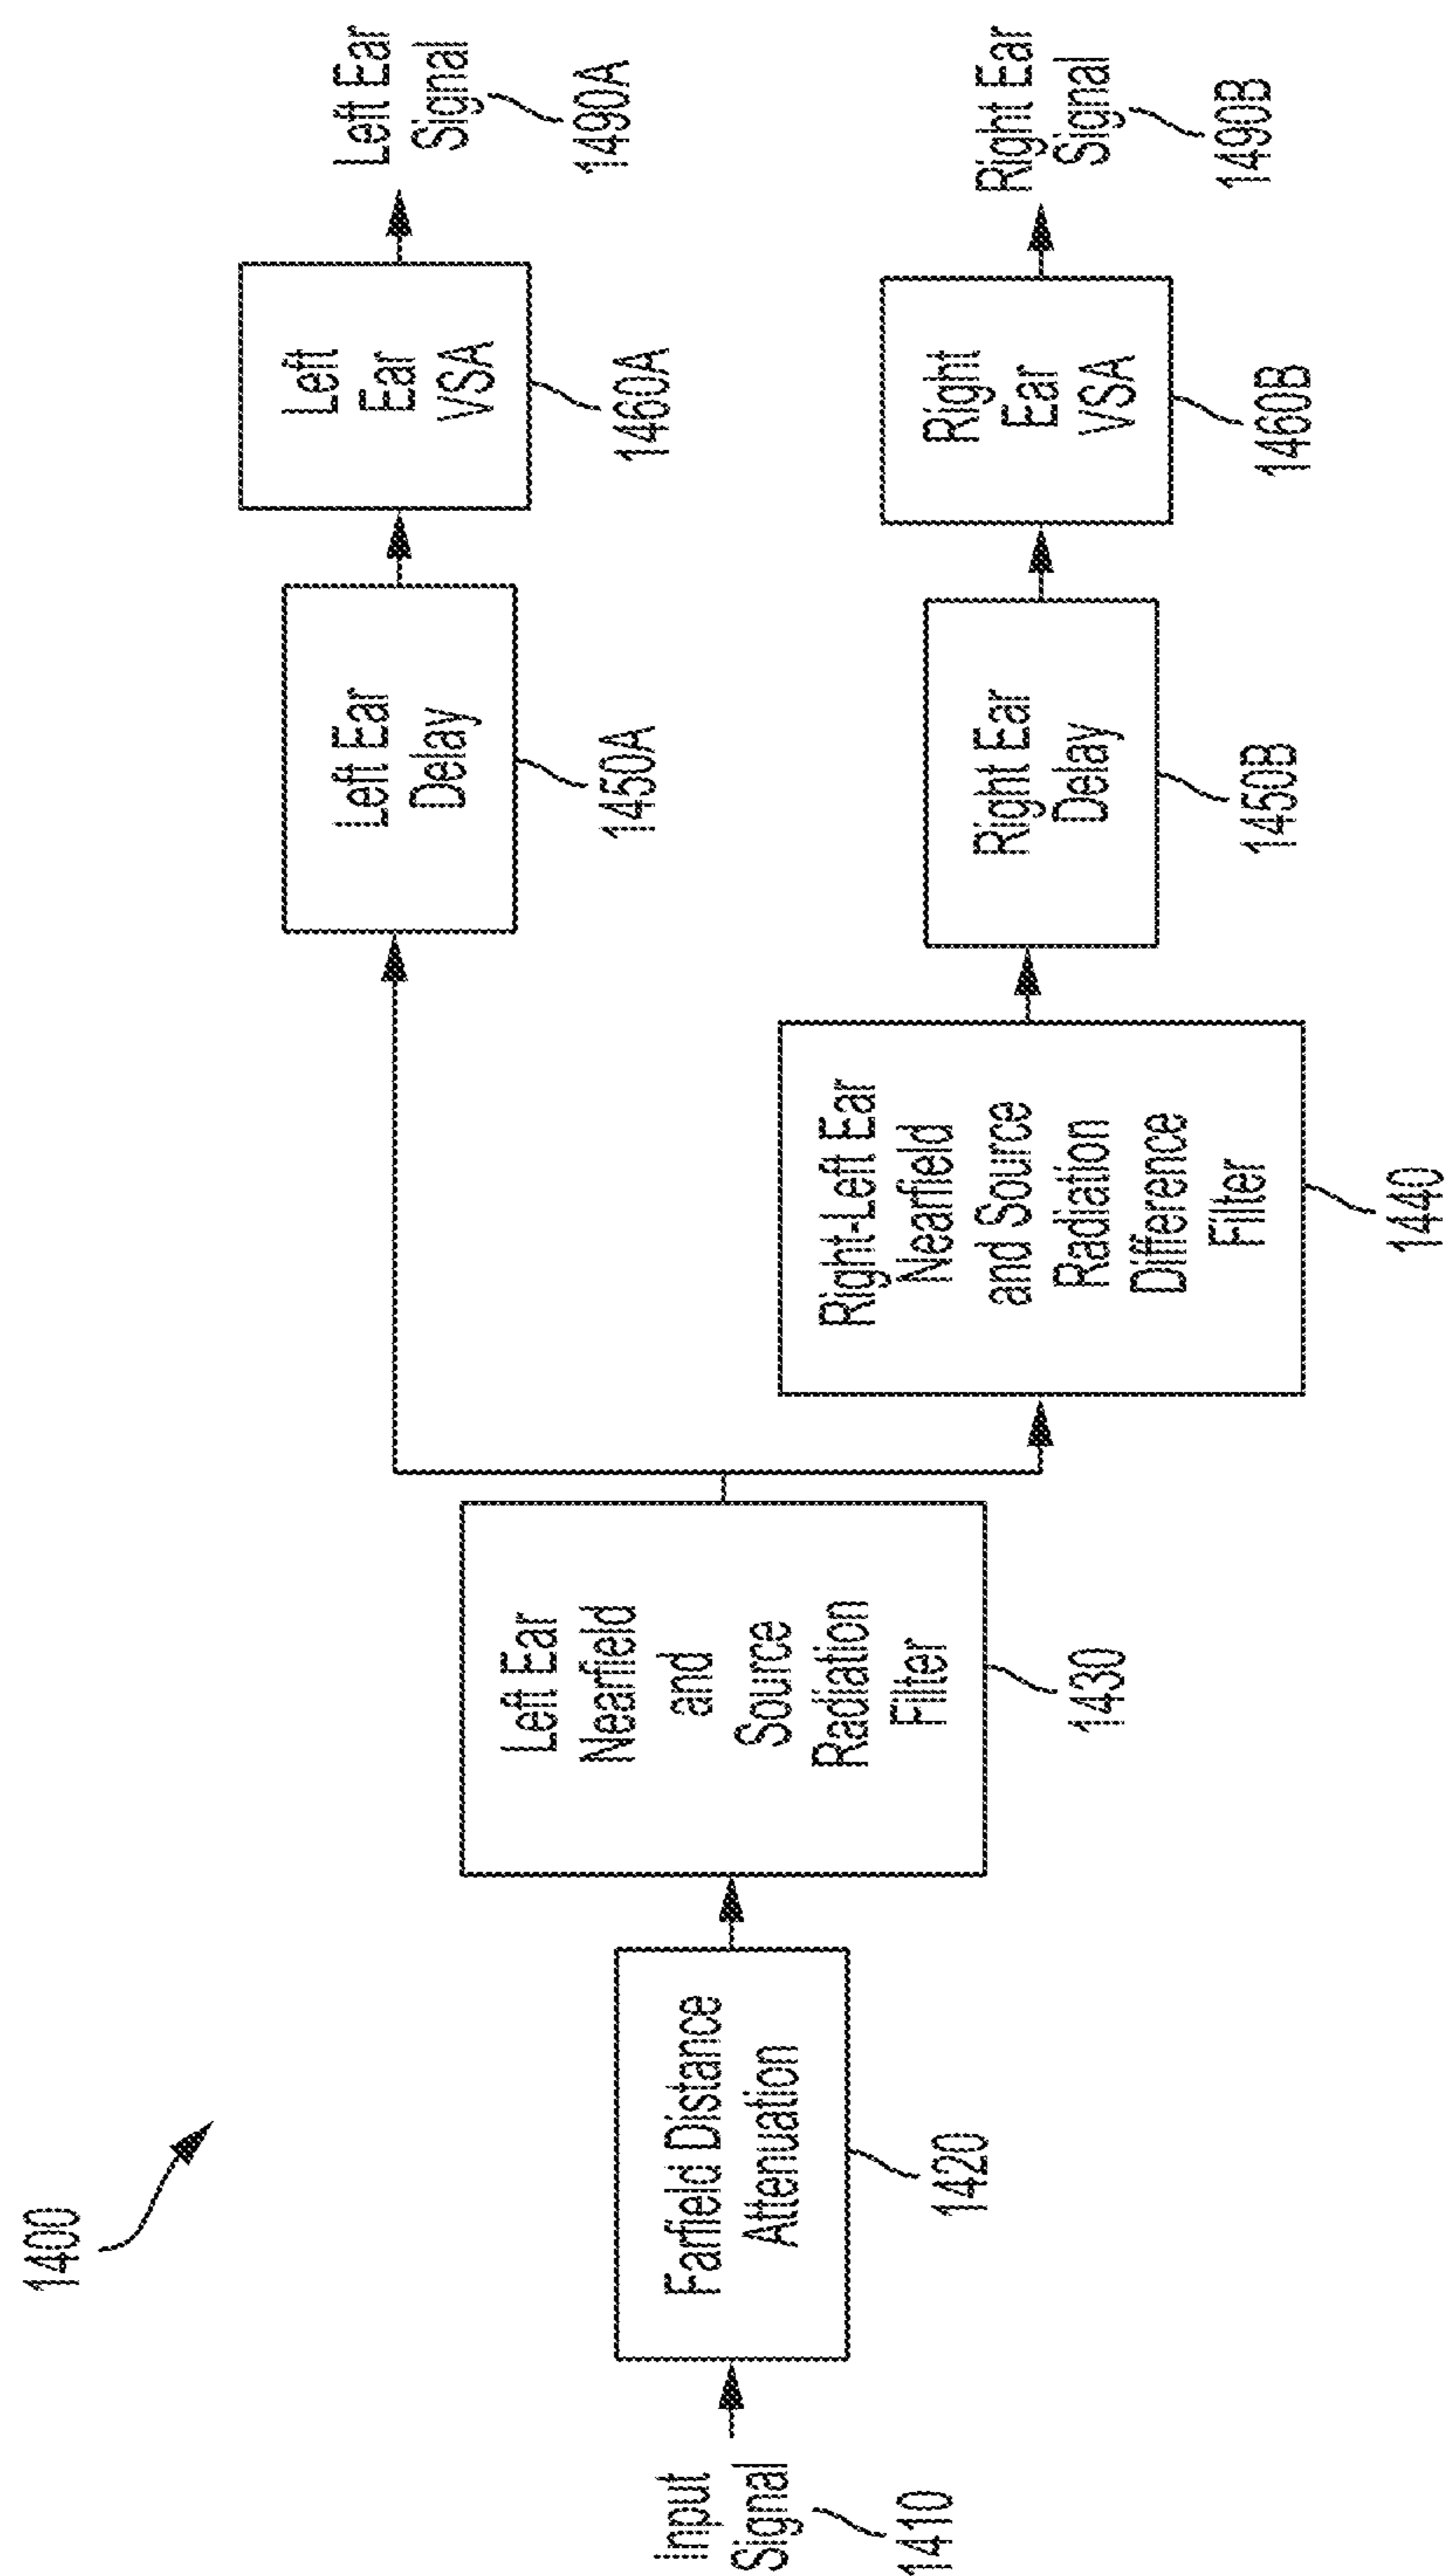 1400
Input
Signal
1410
Farfield Distance
Attenuation
1420
Left Ear
Nearfield
and
Source
Radiation
Filter
1430
Right-Left Ear
Nearfield
and Source
Radiation
Difference
Filter
1440
Left Ear
Delay
1450A
Right Ear
Delay
1450B
Left
Ear
VSA
1460A
Right
Ear
VSA
1460B
Left Ear
Signal
1490A
Right Ear
Signal
1490B